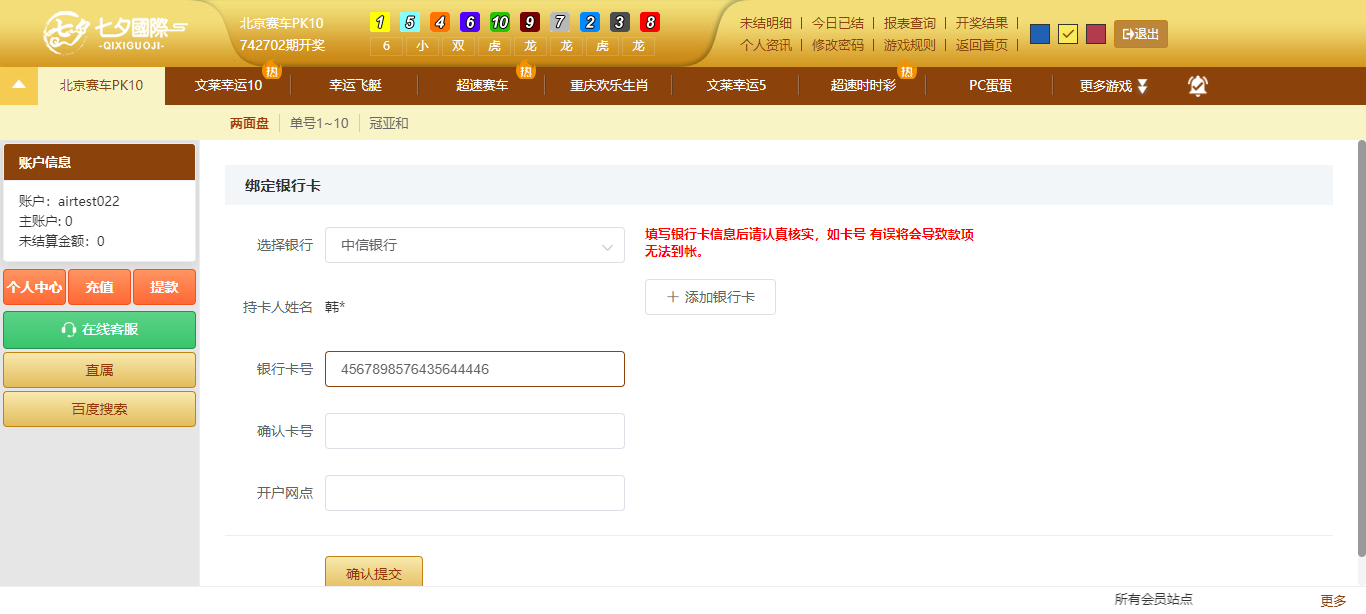 七夕國際
-QIXIGUOJI-
北京赛车PK10
742702期开奖
1 5 4 6 10 9 7 2 3 8
6 小 双 虎 龙 龙 虎 龙
未结明细 | 今日已结 | 报表查询 | 开奖结果 |
个人资讯 | 修改密码 | 游戏规则 | 返回首页 |
退出
热 热 热
北京赛车PK10 文莱幸运10 幸运飞艇 超速赛车 重庆欢乐生肖 文莱幸运5 超速时时彩 PC蛋蛋 更多游戏
两面盘 单号1~10 冠亚和
账户信息
账户：airtest022
主账户: 0
未结算金额：0
个人中心 充值 提款
在线客服
直属
百度搜索
绑定银行卡
选择银行 中信银行
填写银行卡信息后请认真核实，如卡号 有误将会导致款项
无法到帐。
持卡人姓名 韩*
添加银行卡
银行卡号 4567898576435644446
确认卡号
开户网点
确认提交
所有会员站点
更多